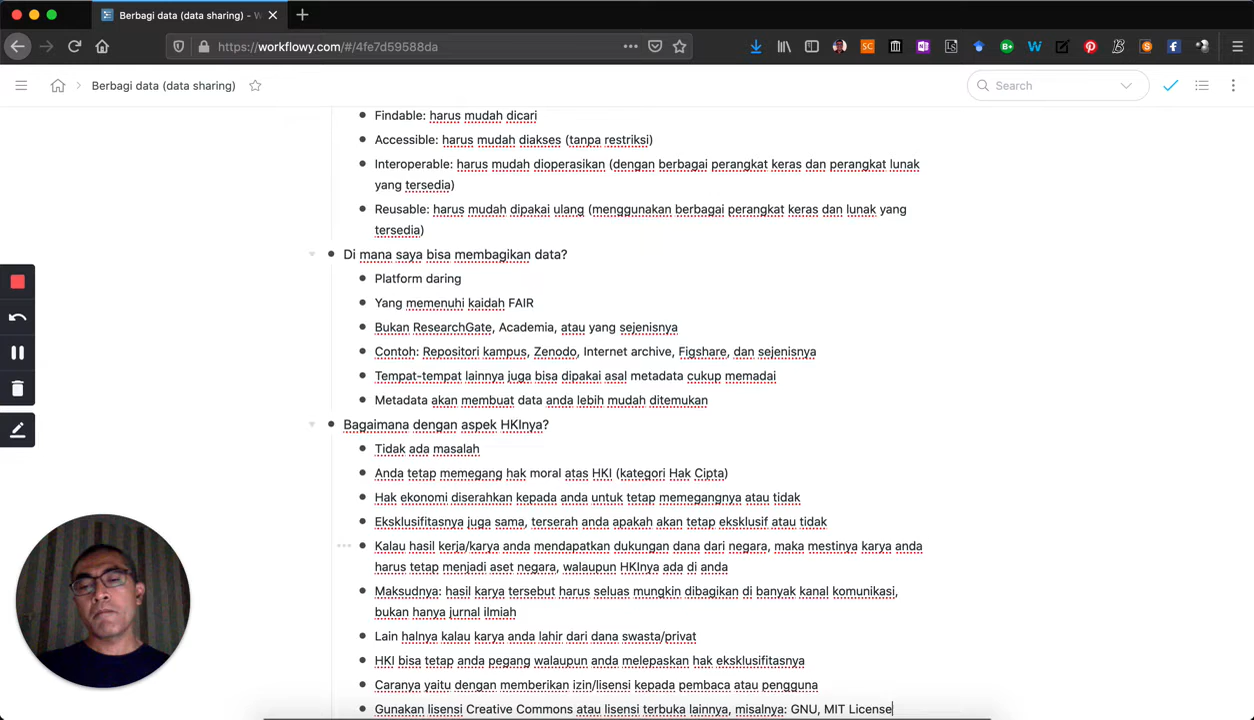 Berbagi data (data sharing) - W
https://workflowy.com/#/4fe7d59588da
Berbagi data (data sharing)
Search
Findable: harus mudah dicari
Accessible: harus mudah diakses (tanpa restriksi)
Interoperable: harus mudah dioperasikan (dengan berbagai perangkat keras dan perangkat lunak
yang tersedia)
Reusable: harus mudah dipakai ulang (menggunakan berbagai perangkat keras dan lunak yang
tersedia)
Di mana saya bisa membagikan data?
Platform daring
Yang memenuhi kaidah FAIR
Bukan ResearchGate, Academia, atau yang sejenisnya
Contoh: Repositori kampus, Zenodo, Internet archive, Figshare, dan sejenisnya
Tempat-tempat lainnya juga bisa dipakai asal metadata cukup memadai
Metadata akan membuat data anda lebih mudah ditemukan
Bagaimana dengan aspek HKInya?
Tidak ada masalah
Anda tetap memegang hak moral atas HKI (kategori Hak Cipta)
Hak ekonomi diserahkan kepada anda untuk tetap memegangnya atau tidak
Eksklusifitasnya juga sama, terserah anda apakah akan tetap eksklusif atau tidak
Kalau hasil kerja/karya anda mendapatkan dukungan dana dari negara, maka mestinya karya anda
harus tetap menjadi aset negara, walaupun HKInya ada di anda
Maksudnya: hasil karya tersebut harus seluas mungkin dibagikan di banyak kanal komunikasi,
bukan hanya jurnal ilmiah
Lain halnya kalau karya anda lahir dari dana swasta/privat
HKI bisa tetap anda pegang walaupun anda melepaskan hak eksklusifitasnya
Caranya yaitu dengan memberikan izin/lisensi kepada pembaca atau pengguna
Gunakan lisensi Creative Commons atau lisensi terbuka lainnya, misalnya: GNU, MIT License